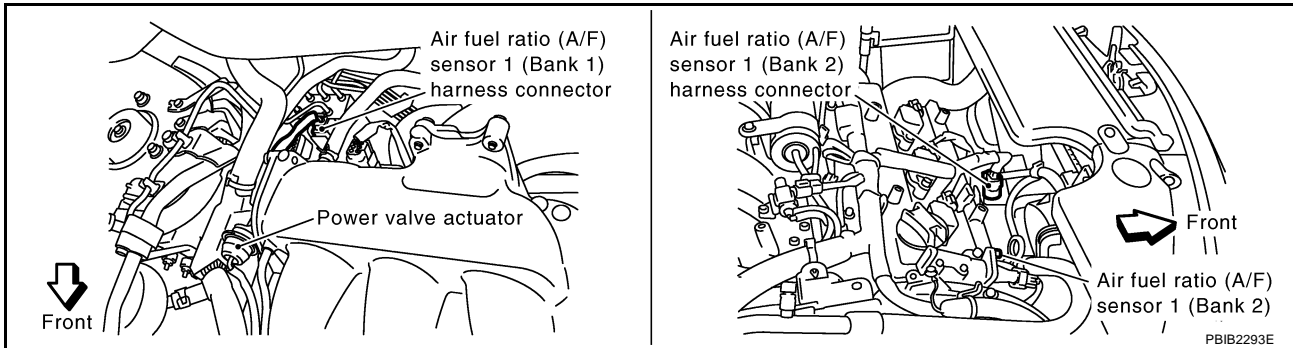 Air fuel ratio (A/F)
sensor 1 (Bank 1)
harness connector
Power valve actuator
Front
Air fuel ratio (A/F)
sensor 1 (Bank 2)
harness connector
Front
Air fuel ratio (A/F)
sensor 1 (Bank 2)
PBIB2293E